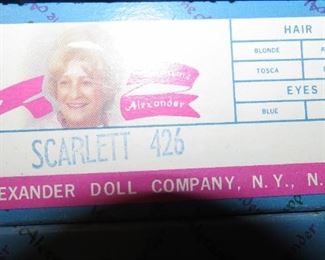 HAIR
BLONDE
TOSCA
EYES
BLUE
Alexander
SCARLETT 426
EXANDER DOLL COMPANY, N.Y., N.